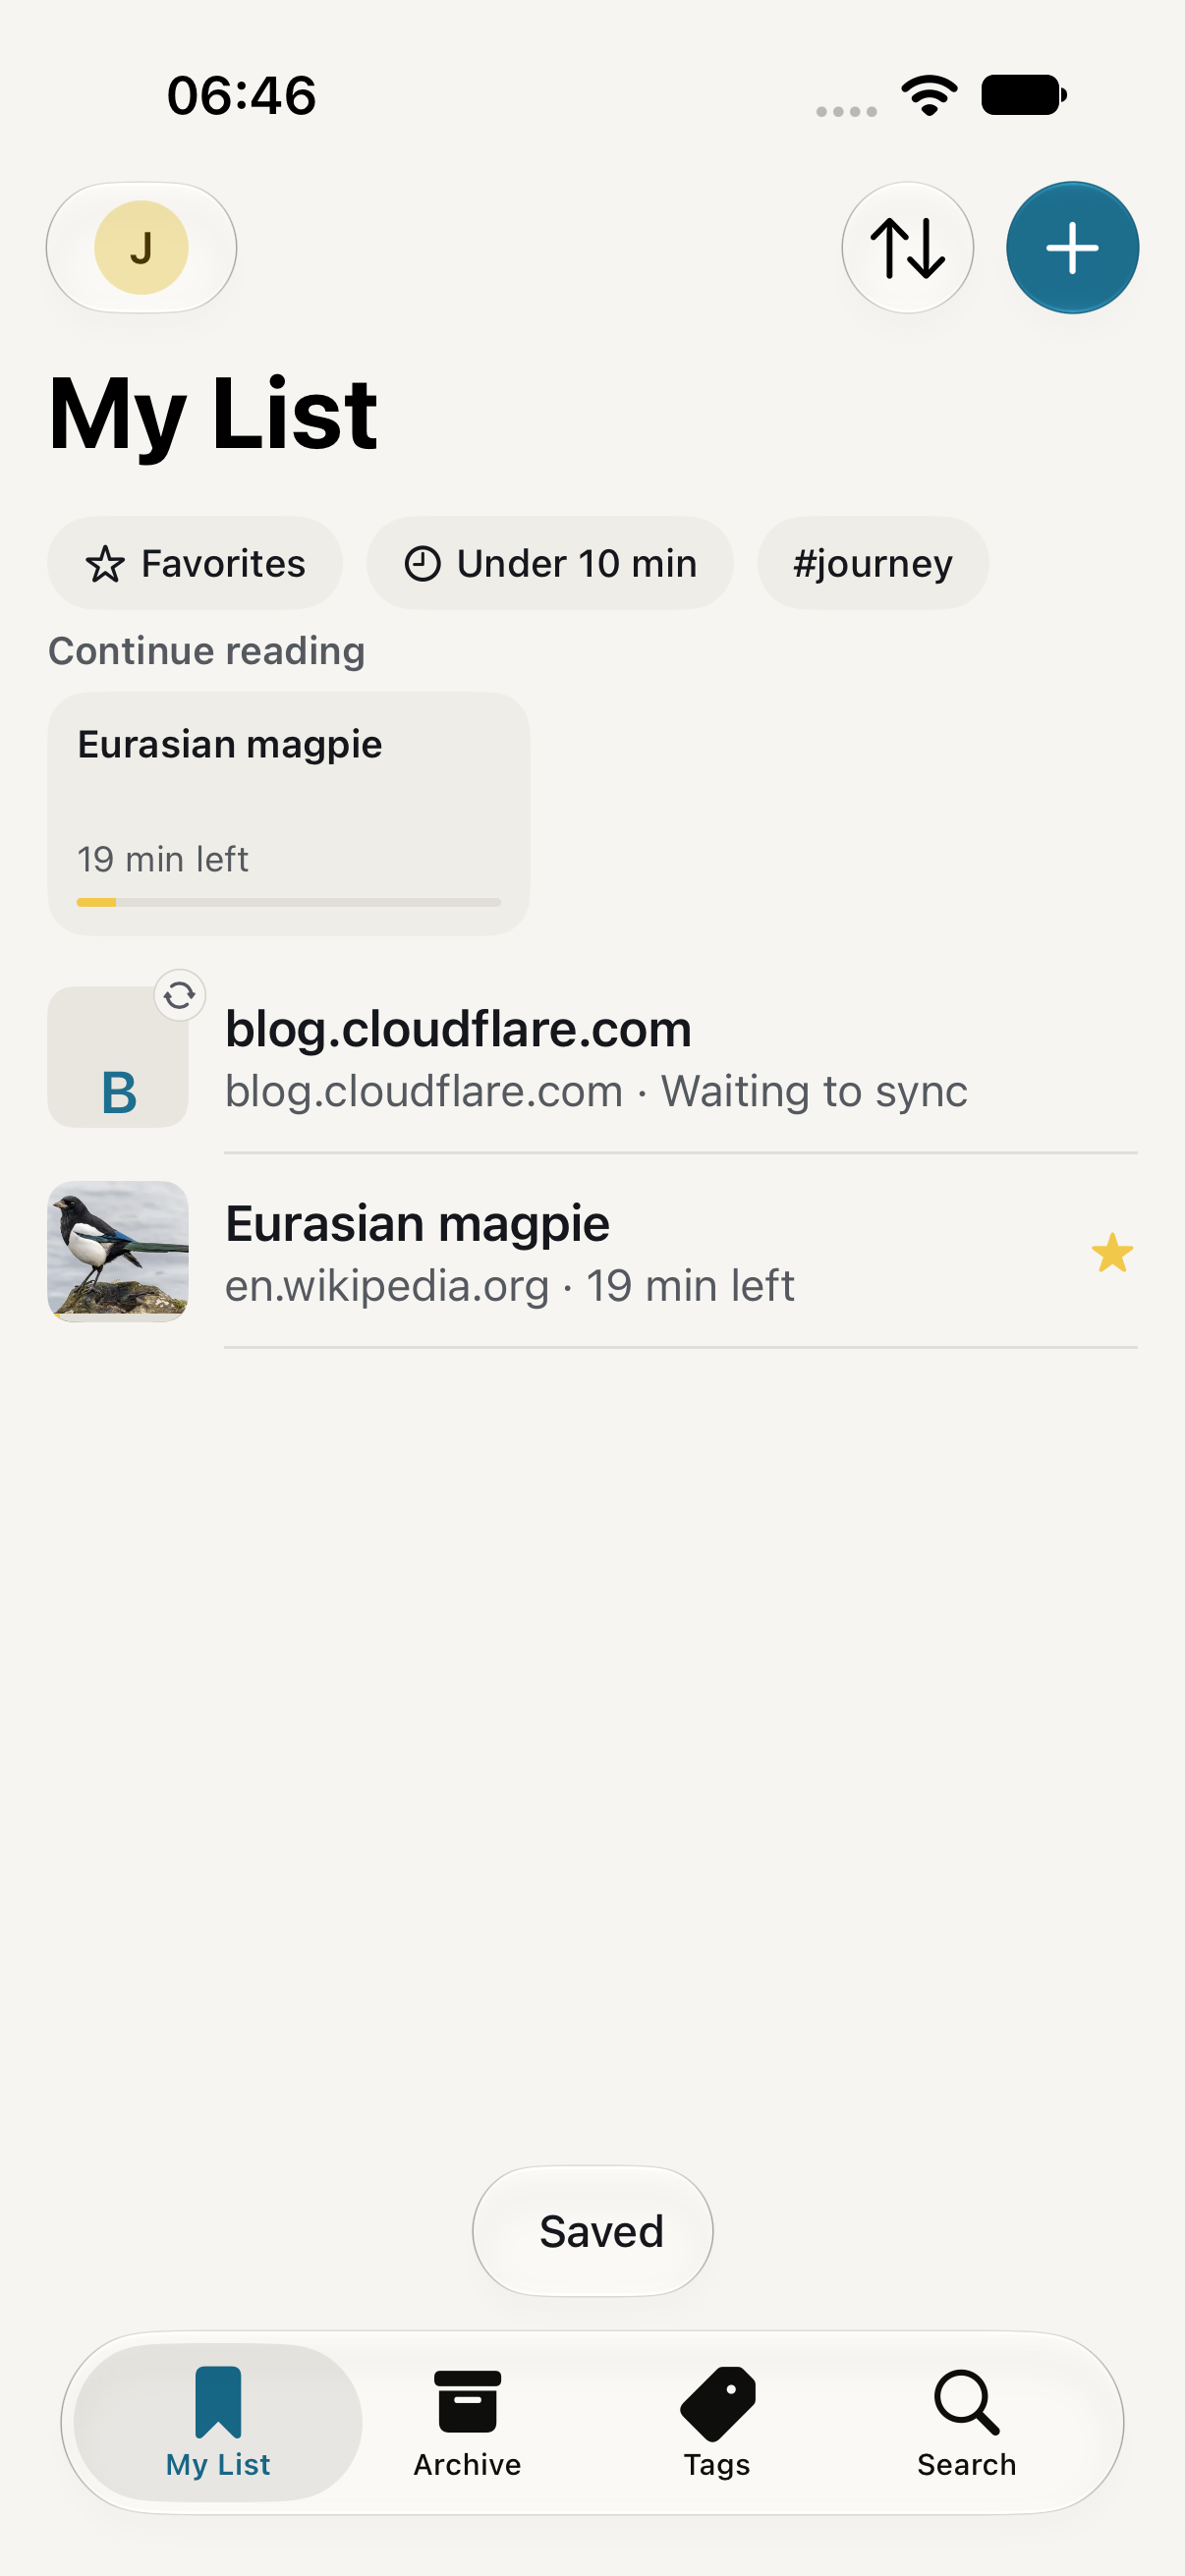 06:46
J
My List
Favorites
Under 10 min
#journey
Continue reading
Eurasian magpie
19 min left
B
blog.cloudflare.com
blog.cloudflare.com · Waiting to sync
Eurasian magpie
en.wikipedia.org · 19 min left
Saved
My List
Archive
Tags
Search